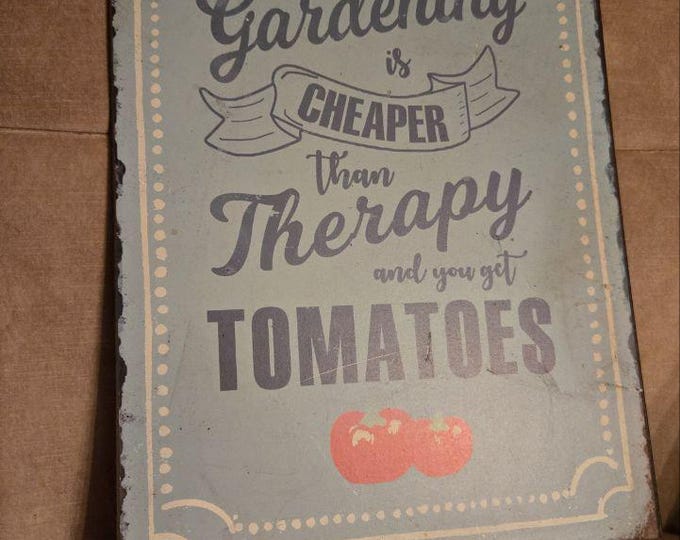 Gardening
is
CHEAPER
than
Therapy
and you get
TOMATOES